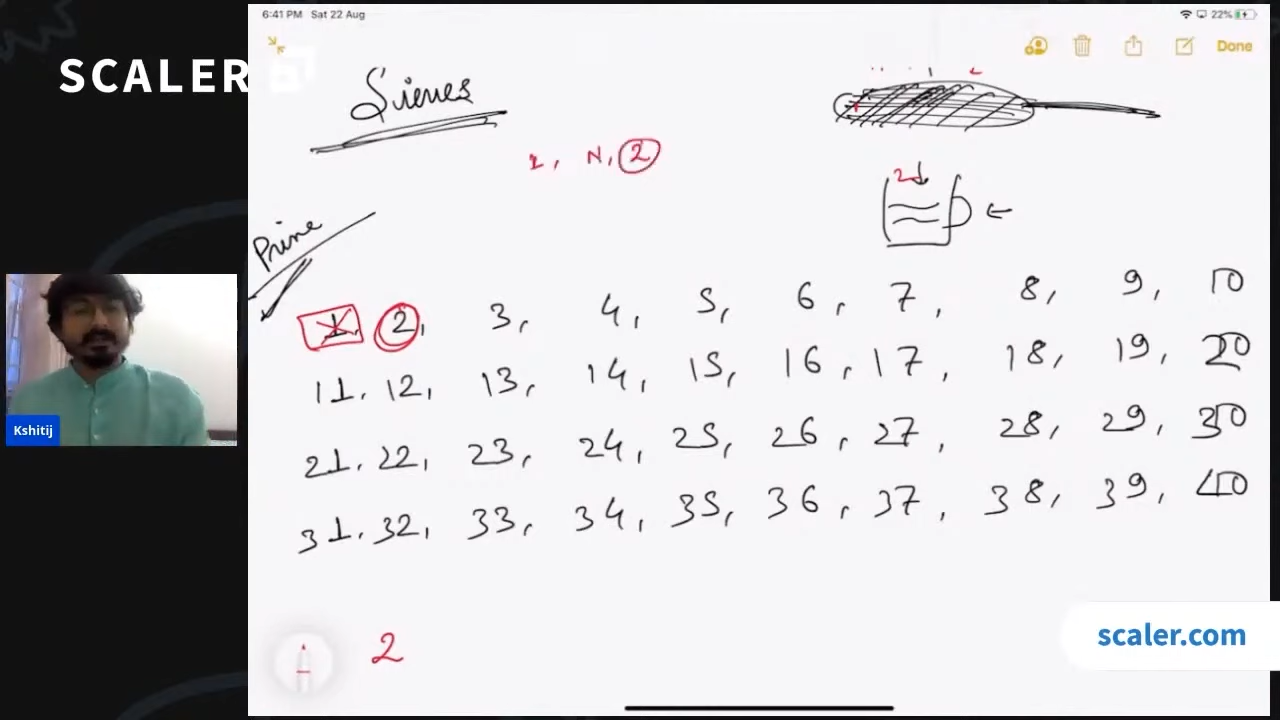 6:41 PM Sat 22 Aug
22%
SCALER
Done
Sieves
1, N, 2
2
Prime
1, 2, 3, 4, 5, 6, 7, 8, 9, 10
11, 12, 13, 14, 15, 16, 17, 18, 19, 20
21, 22, 23, 24, 25, 26, 27, 28, 29, 30
31, 32, 33, 34, 35, 36, 37, 38, 39, 40
Kshitij
2
scaler.com